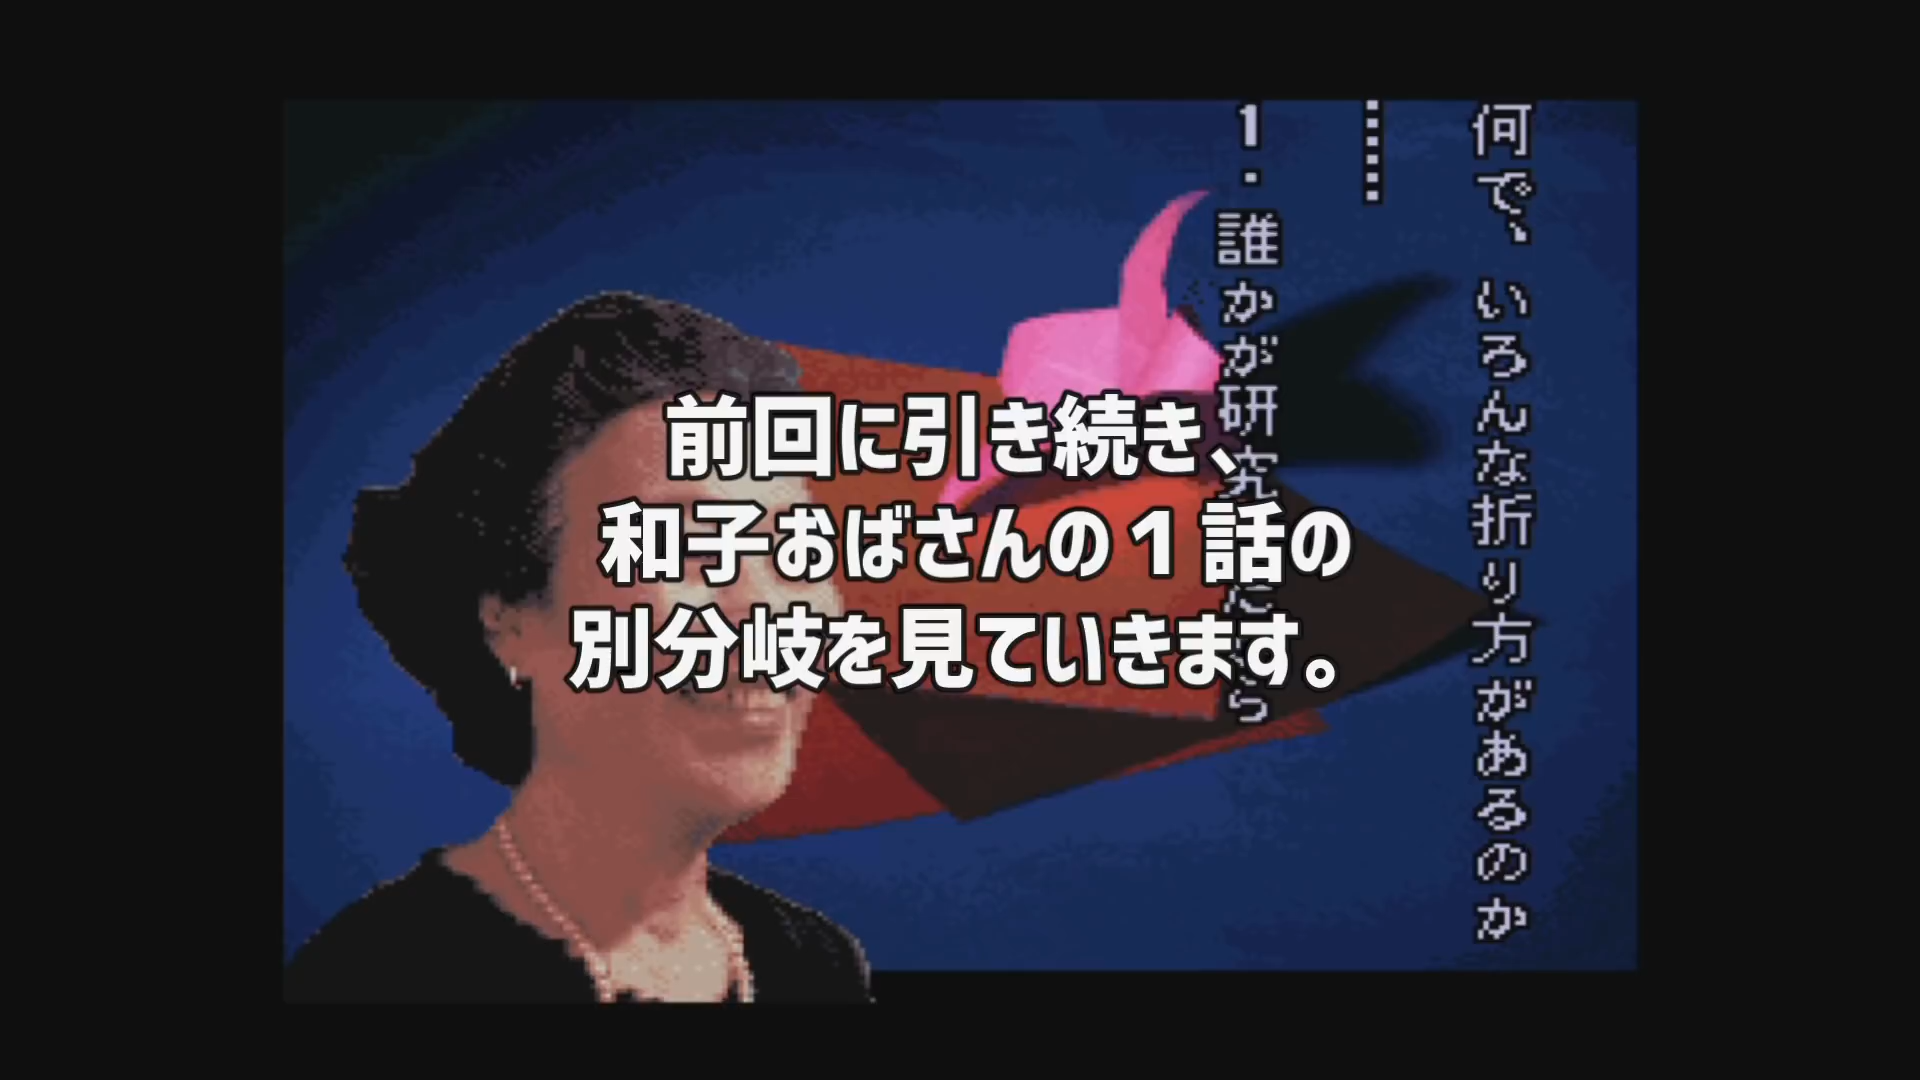 何で、いろんな折り方があるのか
……
1・誰かが研究したから
前回に引き続き、
和子おばさんの１話の
別分岐を見ていきます。